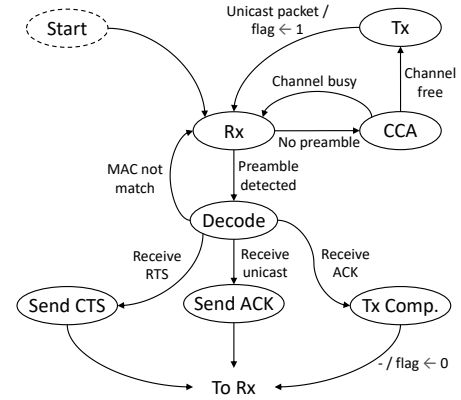 Start
Unicast packet /
flag ← 1
Tx
Channel busy
Channel
free
Rx
No preamble
CCA
MAC not
match
Preamble
detected
Decode
Receive
RTS
Receive
unicast
Receive
ACK
Send CTS
Send ACK
Tx Comp.
- / flag ← 0
To Rx